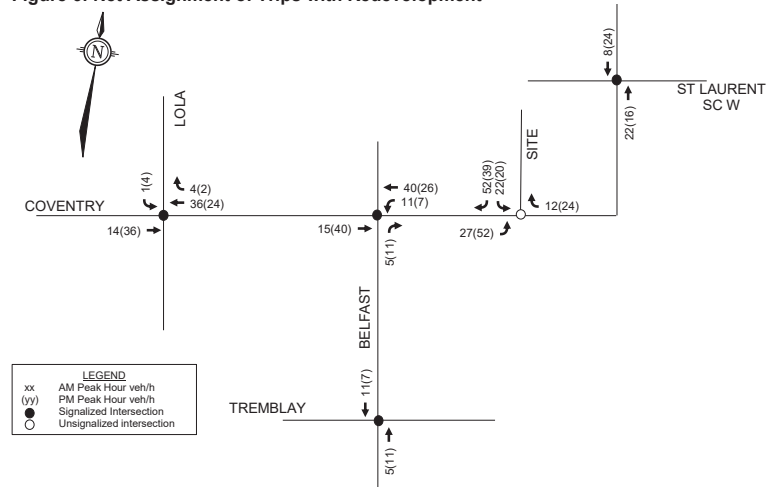 Figure 6: Net Assignment of Trips with Redevelopment
N
8(24)
ST LAURENT
SC W
22(16)
LOLA
SITE
1(4)
4(2)
36(24)
COVENTRY
14(36)
40(26)
11(7)
15(40)
5(11)
52(39)
22(20)
12(24)
27(52)
BELFAST
LEGEND
xx AM Peak Hour veh/h
(yy) PM Peak Hour veh/h
Signalized Intersection
Unsignalized intersection
11(7)
TREMBLAY
5(11)